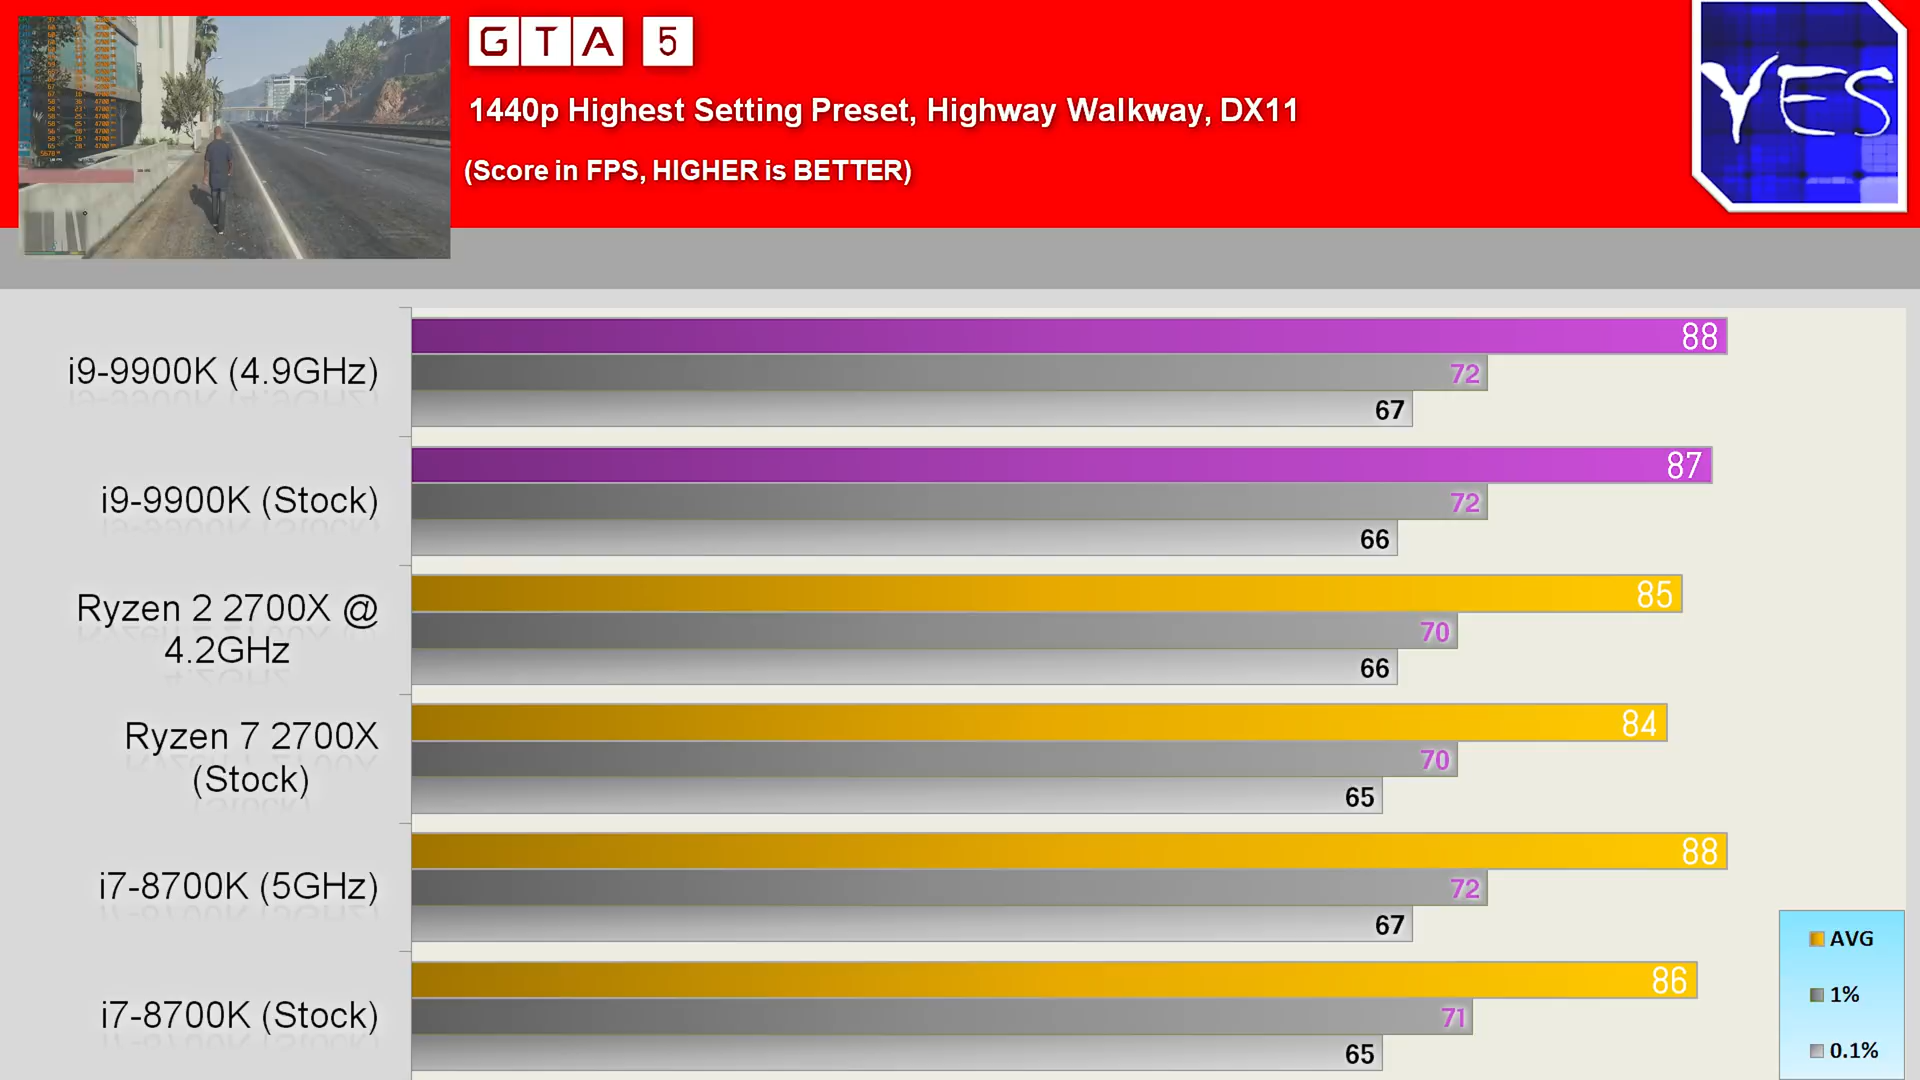 GTA 5
1440p Highest Setting Preset, Highway Walkway, DX11
(Score in FPS, HIGHER is BETTER)
YES
i9-9900K (4.9GHz)
88
72
67
i9-9900K (Stock)
87
72
66
Ryzen 2 2700X @
4.2GHz
85
70
66
Ryzen 7 2700X
(Stock)
84
70
65
i7-8700K (5GHz)
88
72
67
i7-8700K (Stock)
86
71
65
AVG
1%
0.1%